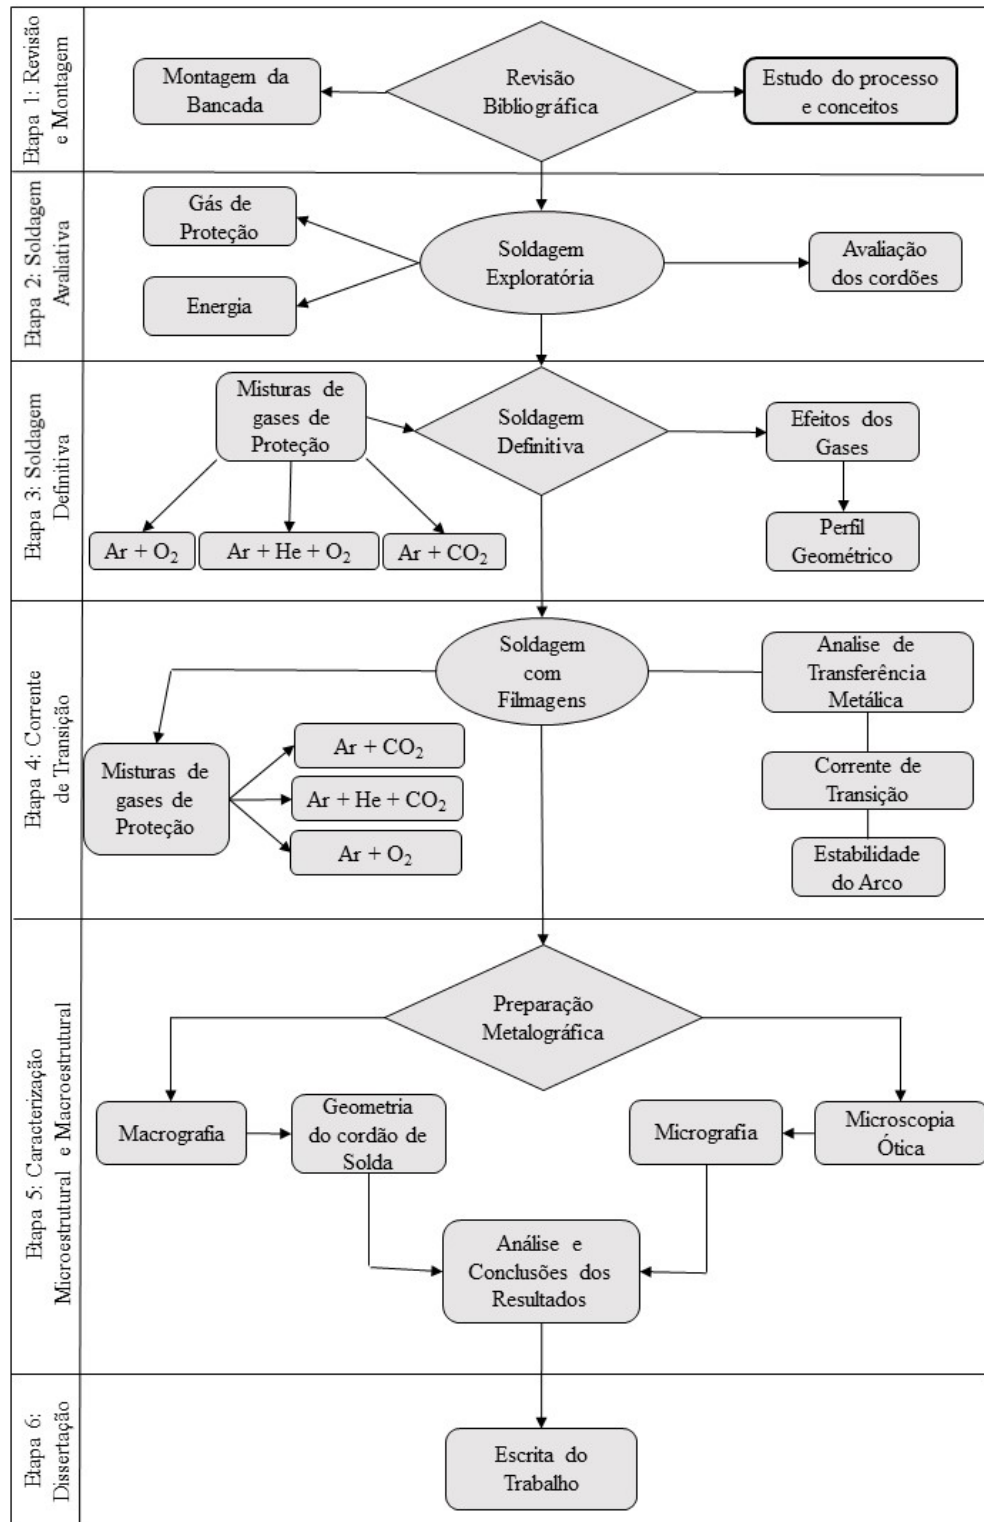 Etapa 1: Revisão
e Montagem
Montagem da
Bancada
Revisão
Bibliográfica
Estudo do processo
e conceitos
Etapa 2: Soldagem
Avaliativa
Gás de
Proteção
Energia
Soldagem
Exploratória
Avaliação
dos cordões
Etapa 3: Soldagem
Definitiva
Misturas de
gases de
Proteção
Soldagem
Definitiva
Efeitos dos
Gases
Ar + O₂
Ar + He + O₂
Ar + CO₂
Perfil
Geométrico
Etapa 4: Corrente
de Transição
Soldagem
com
Filmagens
Analise de
Transferência
Metálica
Misturas de
gases de
Proteção
Ar + CO₂
Ar + He + CO₂
Ar + O₂
Corrente de
Transição
Estabilidade
do Arco
Etapa 5: Caracterização
Microestrutural e Macroestrutural
Preparação
Metalográfica
Macrografia
Geometria
do cordão de
Solda
Micrografia
Microscopia
Ótica
Análise e
Conclusões dos
Resultados
Etapa 6:
Dissertação
Escrita do
Trabalho